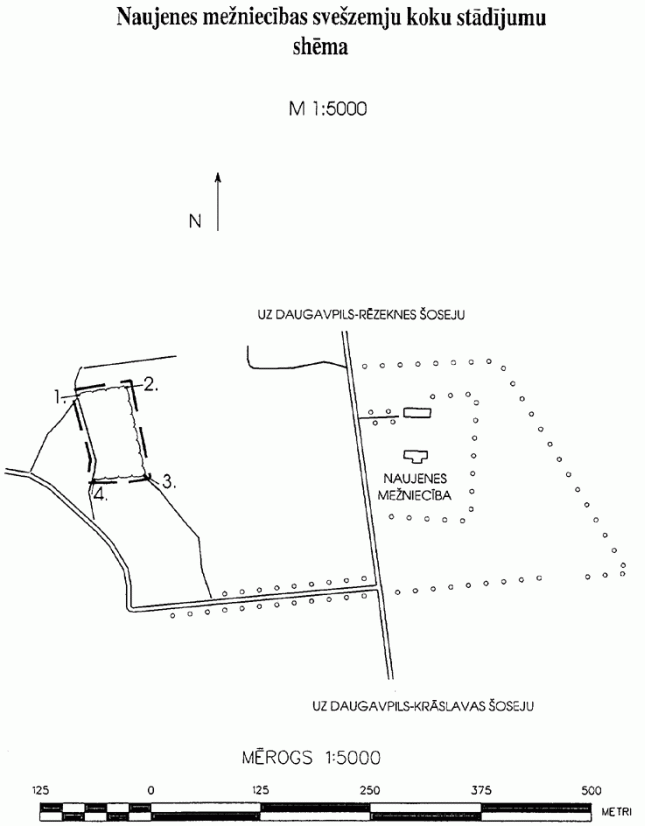 Naujenes mežniecības svešzemju koku stādījumu
shēma
M 1:5000
N
UZ DAUGAVPILS-RĒZEKNES ŠOSEJU
1.
2.
NAUJENES
MEŽNIECĪBA
3.
4.
UZ DAUGAVPILS-KRĀSLAVAS ŠOSEJU
MĒROGS 1:5000
125 0 125 250 375 500
METRI